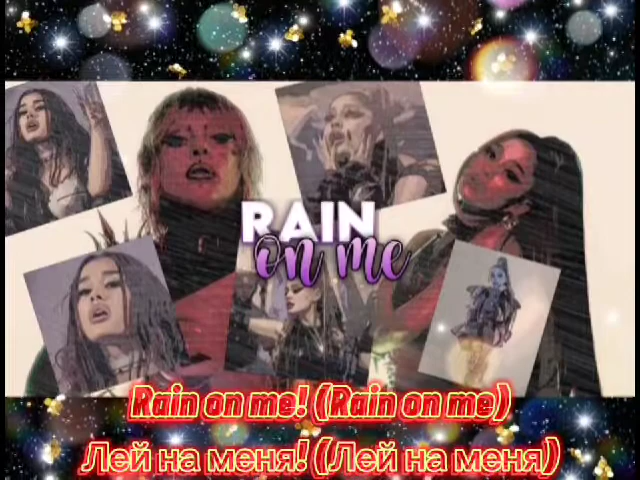 RAIN
on me
Rain on me! (Rain on me)
Лей на меня! (Лей на меня)